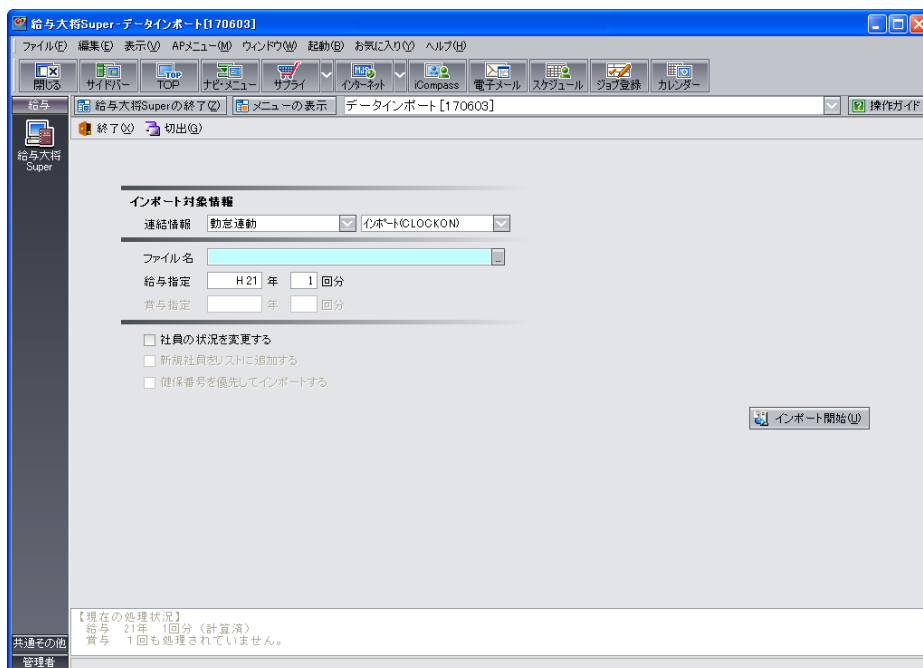 給与大将Super-データインポート[170603]
ファイル(F) 編集(E) 表示(V) APメニュー(M) ウィンドウ(W) 起動(B) お気に入り(Y) ヘルプ(H)
閉じる サイドバー TOP ナビ・メニュー サプライ インターネット iCompass 電子メール スケジュール ジョブ登録 カレンダー
給与 給与大将Superの終了(Z) メニューの表示 データインポート[170603] 操作ガイド
終了(X) 切出(G)
給与大将
Super
インポート対象情報
連結情報 勤怠連動 インポート(CLOCKON)
ファイル名
給与指定 H21 年 1 回分
賞与指定 年 回分
社員の状況を変更する
新規社員をリストに追加する
健保番号を優先してインポートする
インポート開始(U)
【現在の処理状況】
給与 21年 1回分(計算済)
賞与 1回も処理されていません。
共通その他
管理者